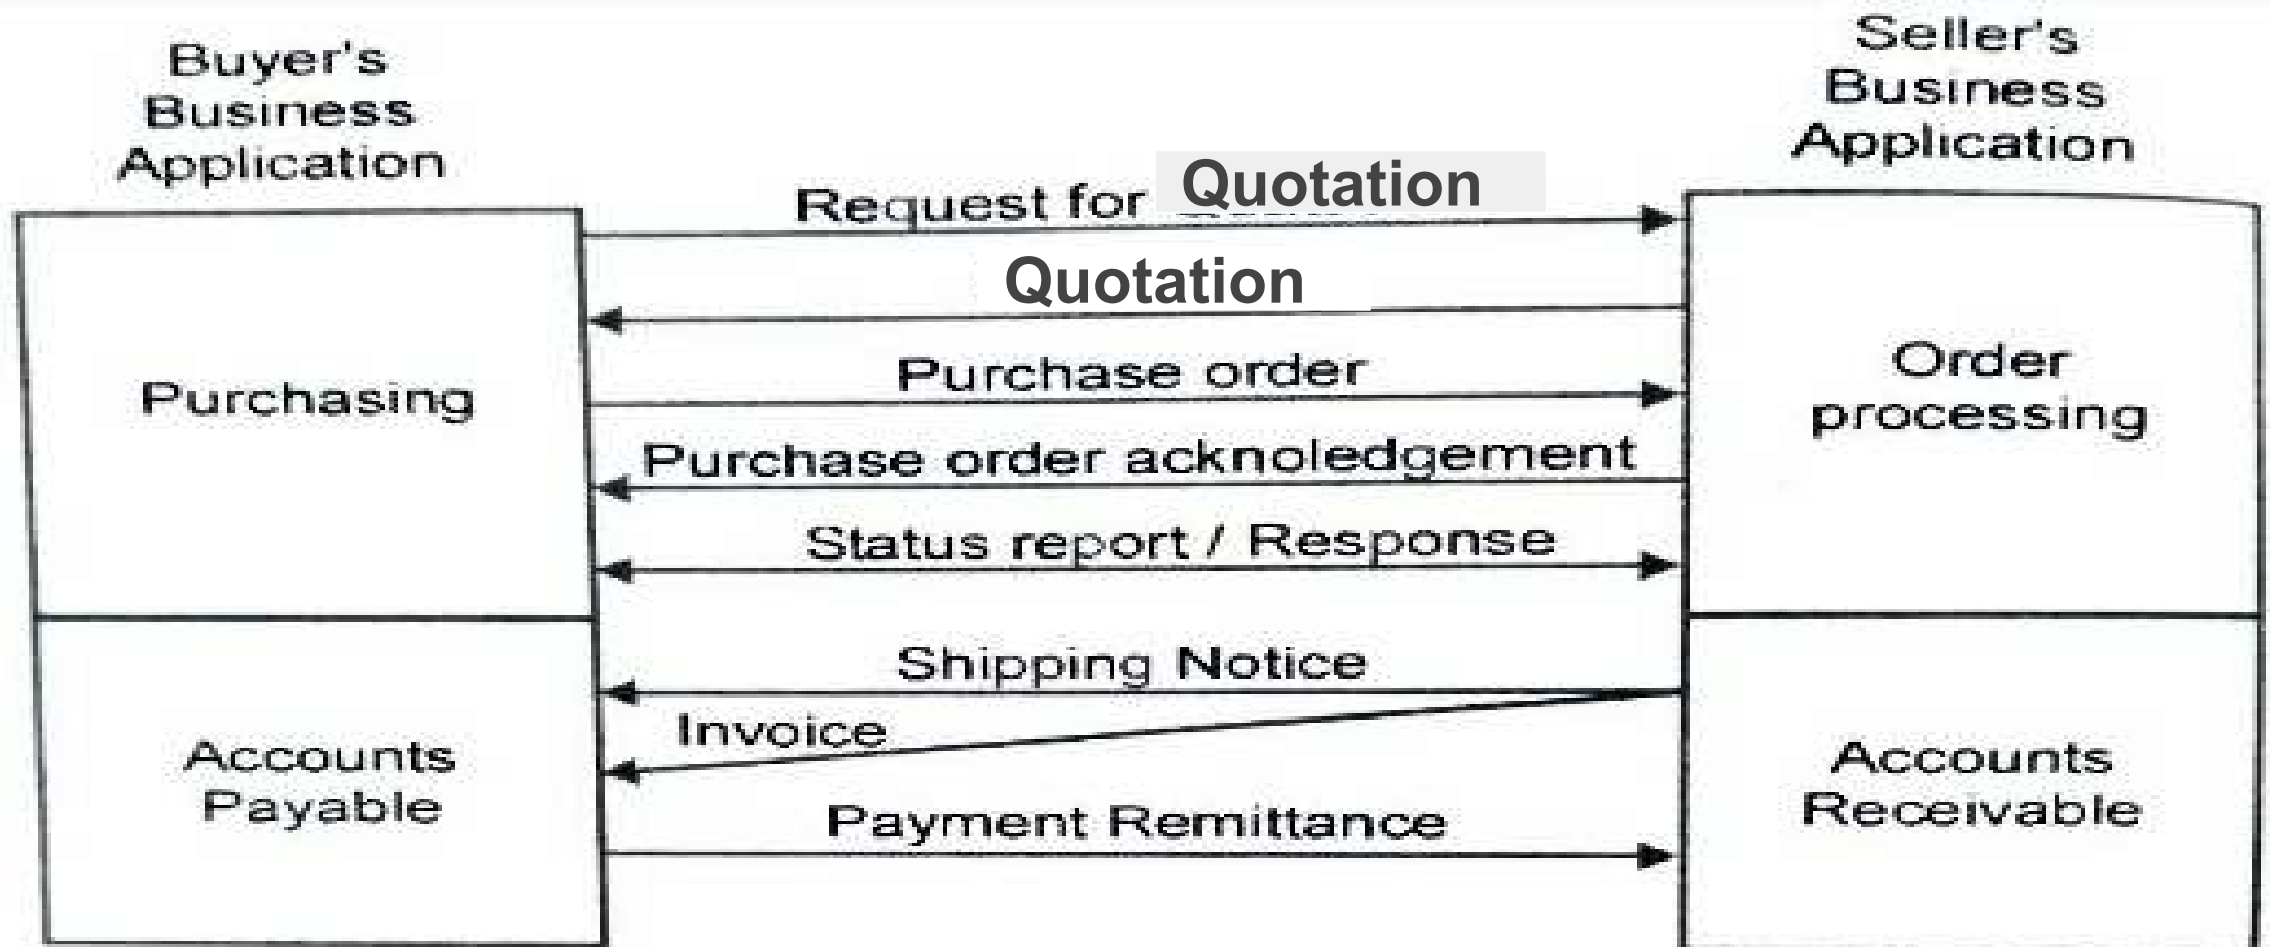 Buyer's
Business
Application
Seller's
Business
Application
Request for Quotation
Quotation
Purchase order
Purchase order acknoledgement
Status report / Response
Purchasing
Order
processing
Shipping Notice
Invoice
Payment Remittance
Accounts
Payable
Accounts
Receivable